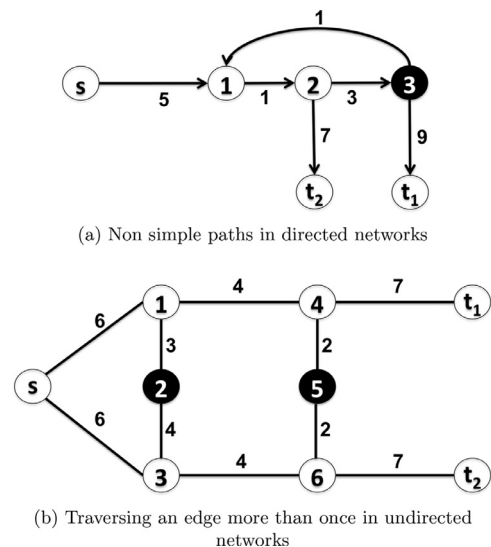 1
s 1 2 3
5 1 3
7 9
t2 t1
(a) Non simple paths in directed networks
1 4 4 7 t1
6 3 2
s 2 5
6 4 2
3 4 6 7 t2
(b) Traversing an edge more than once in undirected
networks